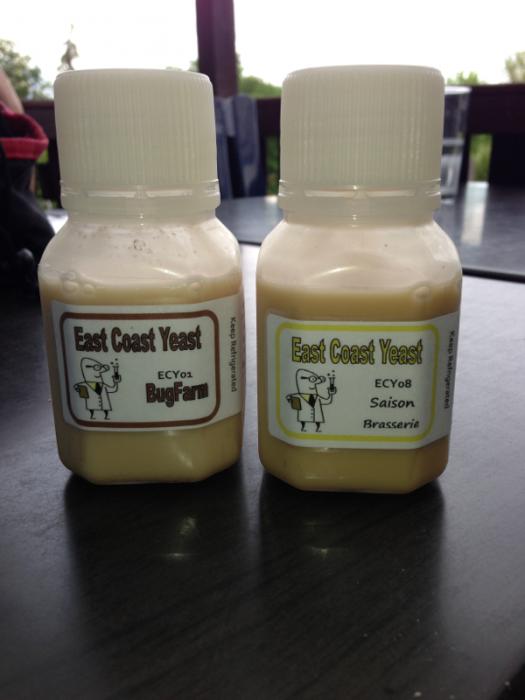 East Coast Yeast
ECY01
BugFarm
Keep Refrigerated
East Coast Yeast
ECY08
Saison
Brasserie
Keep Refrigerated